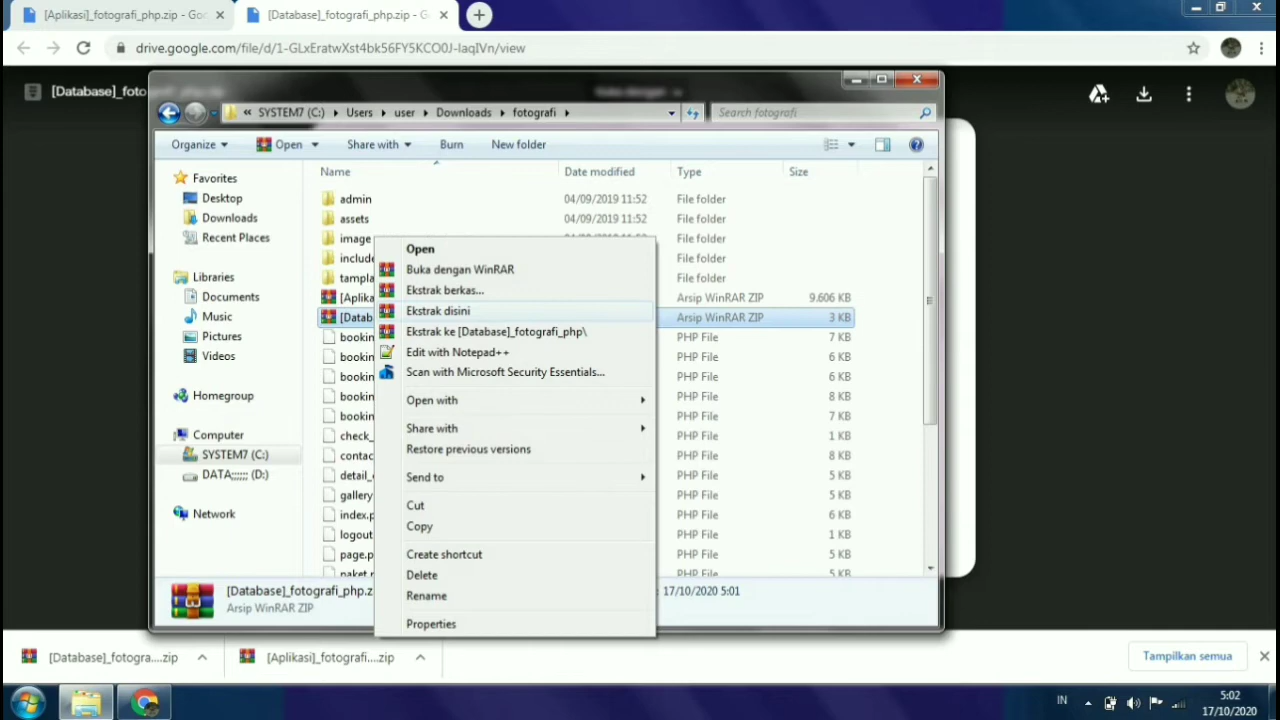 [Aplikasi]_fotografi_php.zip - Goo
[Database]_fotografi_php.zip - G
drive.google.com/file/d/1-GLxEratwXst4bk56FY5KCO0J-IaqIVn/view
[Database]_foto
SYSTEM7 (C:) Users user Downloads fotografi
Search fotografi
Organize Open Share with Burn New folder
Name Date modified Type Size
Favorites
Desktop
Downloads
Recent Places
Libraries
Documents
Music
Pictures
Videos
Homegroup
Computer
SYSTEM7 (C:)
DATA;;;;;; (D:)
Network
admin 04/09/2019 11:52 File folder
assets 04/09/2019 11:52 File folder
image File folder
include File folder
tampla File folder
[Aplika Arsip WinRAR ZIP 9.606 KB
[Datab Arsip WinRAR ZIP 3 KB
bookin PHP File 7 KB
bookin PHP File 6 KB
bookin PHP File 6 KB
bookin PHP File 8 KB
bookin PHP File 7 KB
check_ PHP File 1 KB
contac PHP File 8 KB
detail_ PHP File 5 KB
gallery PHP File 5 KB
index.p PHP File 6 KB
logout PHP File 1 KB
page.p PHP File 5 KB
paket PHP File 5 KB
Open
Buka dengan WinRAR
Ekstrak berkas...
Ekstrak disini
Ekstrak ke [Database]_fotografi_php\
Edit with Notepad++
Scan with Microsoft Security Essentials...
Open with
Share with
Restore previous versions
Send to
Cut
Copy
Create shortcut
Delete
Rename
Properties
[Database]_fotografi_php.z
Arsip WinRAR ZIP
17/10/2020 5:01
[Database]_fotogra....zip
[Aplikasi]_fotografi....zip
Tampilkan semua
IN
5:02
17/10/2020